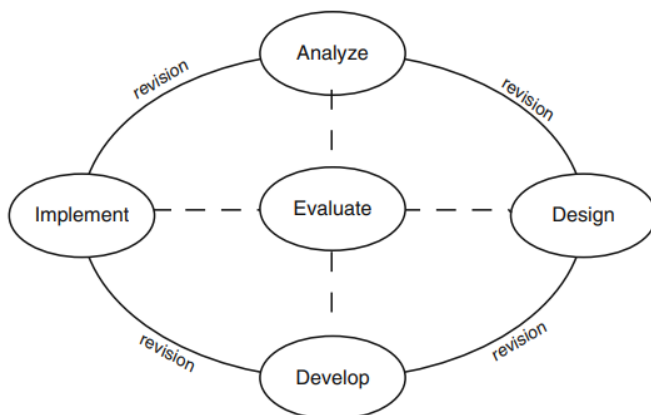 Analyze
revision
revision
Implement
Evaluate
Design
revision
revision
Develop